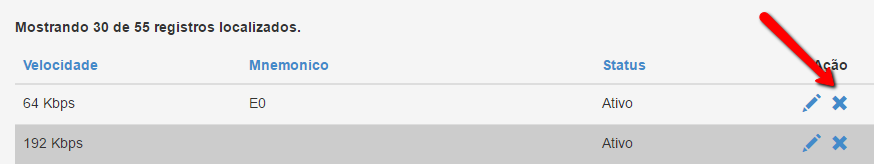 Mostrando 30 de 55 registros localizados.
Velocidade Mnemonico Status Ação
64 Kbps E0 Ativo
192 Kbps Ativo